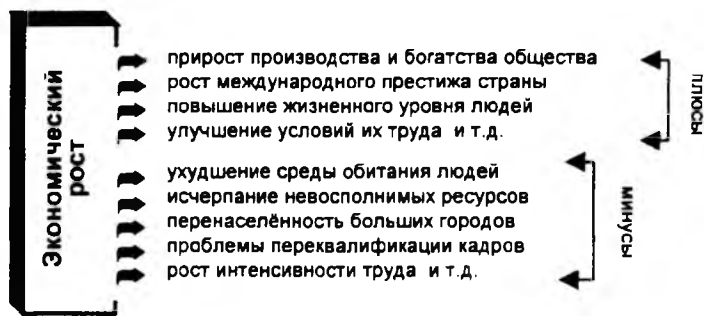 Экономический
рост
прирост производства и богатства общества
рост международного престижа страны
повышение жизненного уровня людей
улучшение условий их труда и т.д.
ухудшение среды обитания людей
исчерпание невосполнимых ресурсов
перенаселённость больших городов
проблемы переквалификации кадров
рост интенсивности труда и т.д.
плюсы
минусы